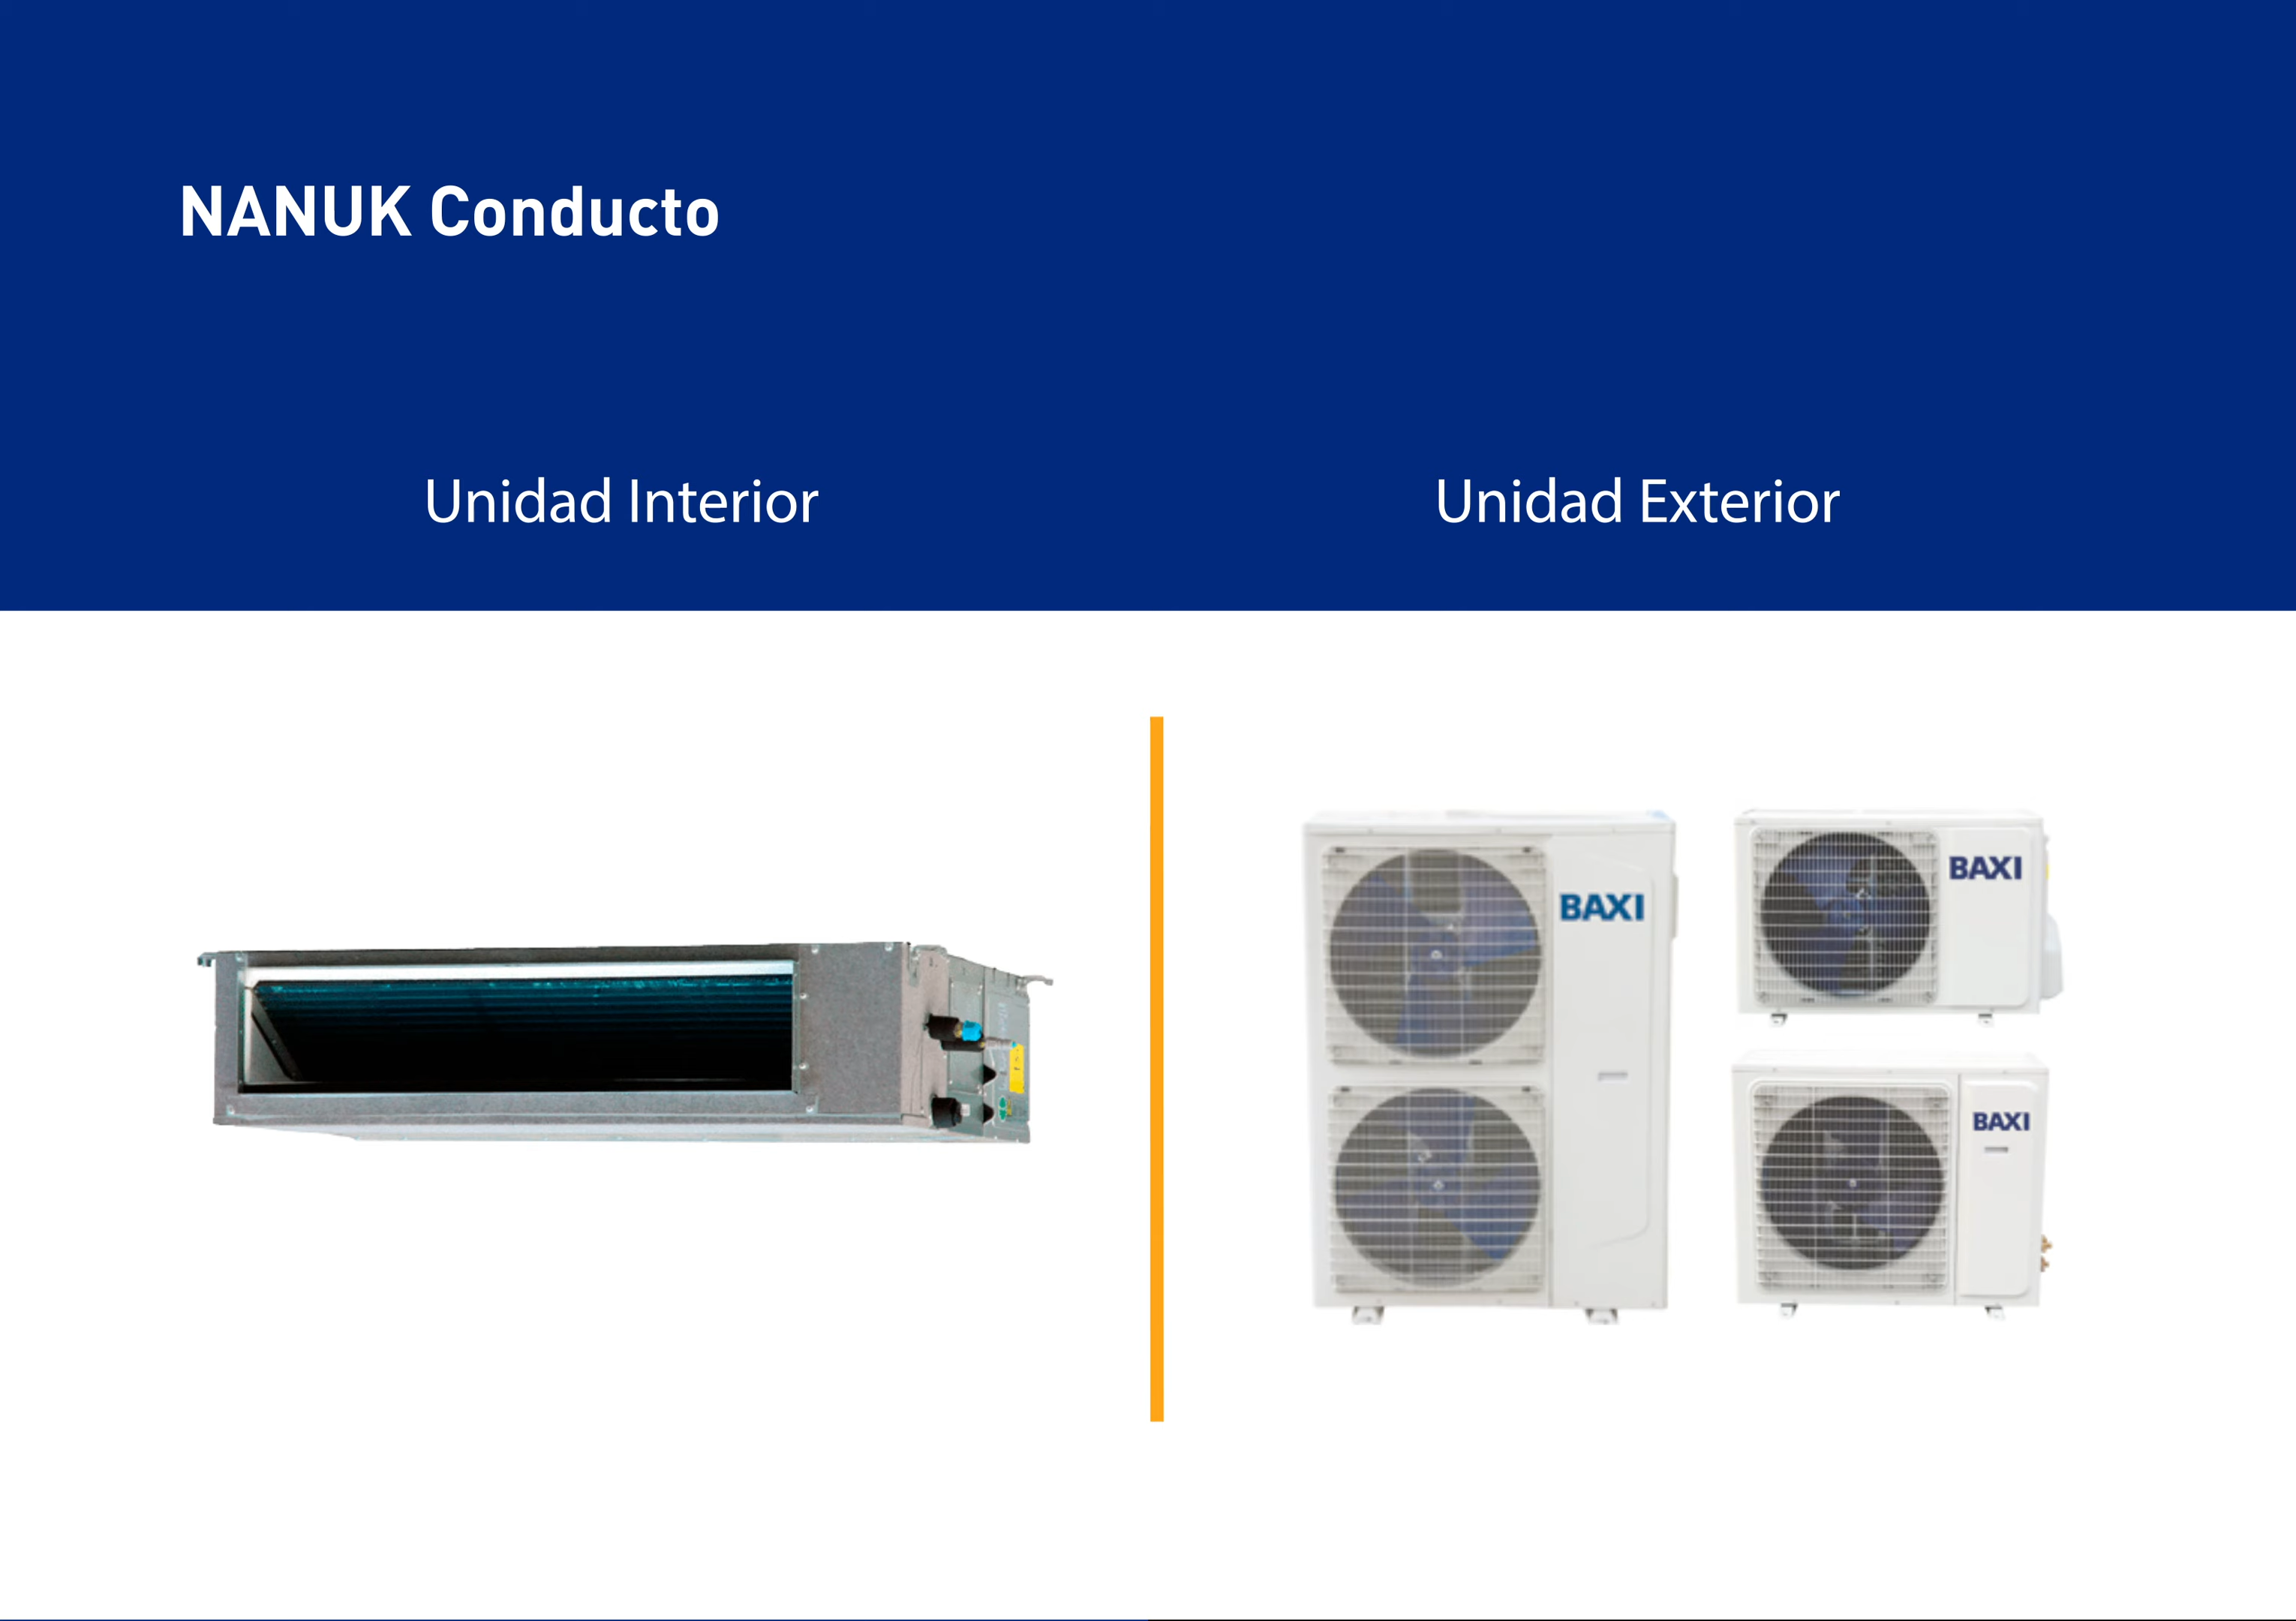 NANUK Conducto
Unidad Interior
Unidad Exterior
BAXI
BAXI
BAXI